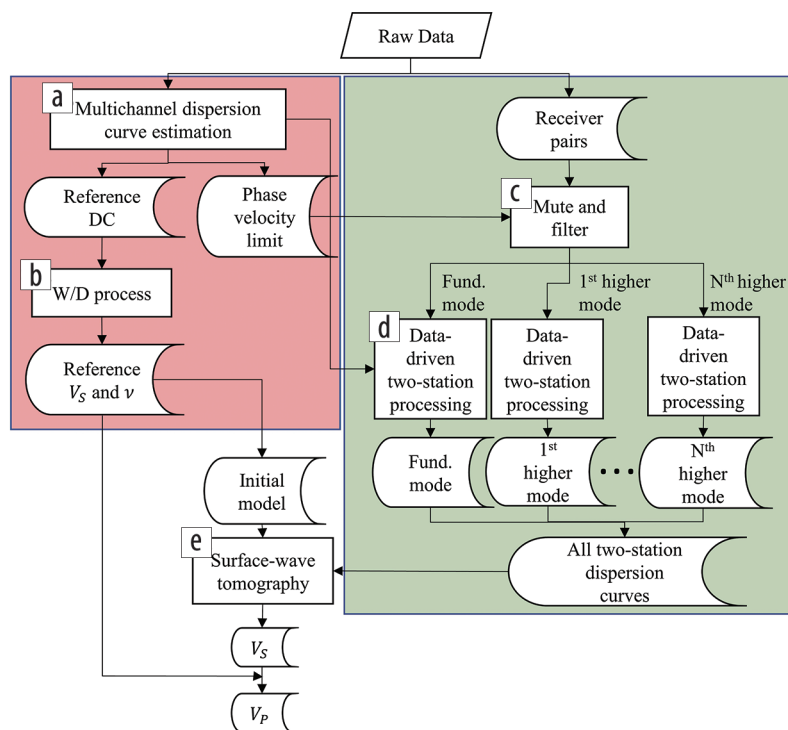 Raw Data
a
Multichannel dispersion
curve estimation
Receiver
pairs
Reference
DC
Phase
velocity
limit
c
Mute and
filter
b
W/D process
Fund.
mode
1st higher
mode
Nth higher
mode
d
Data-
driven
two-station
processing
Data-
driven
two-station
processing
Data-
driven
two-station
processing
Reference
VS and ν
Fund.
mode
1st
higher
mode
Nth
higher
mode
Initial
model
e
Surface-wave
tomography
All two-station
dispersion
curves
VS
VP